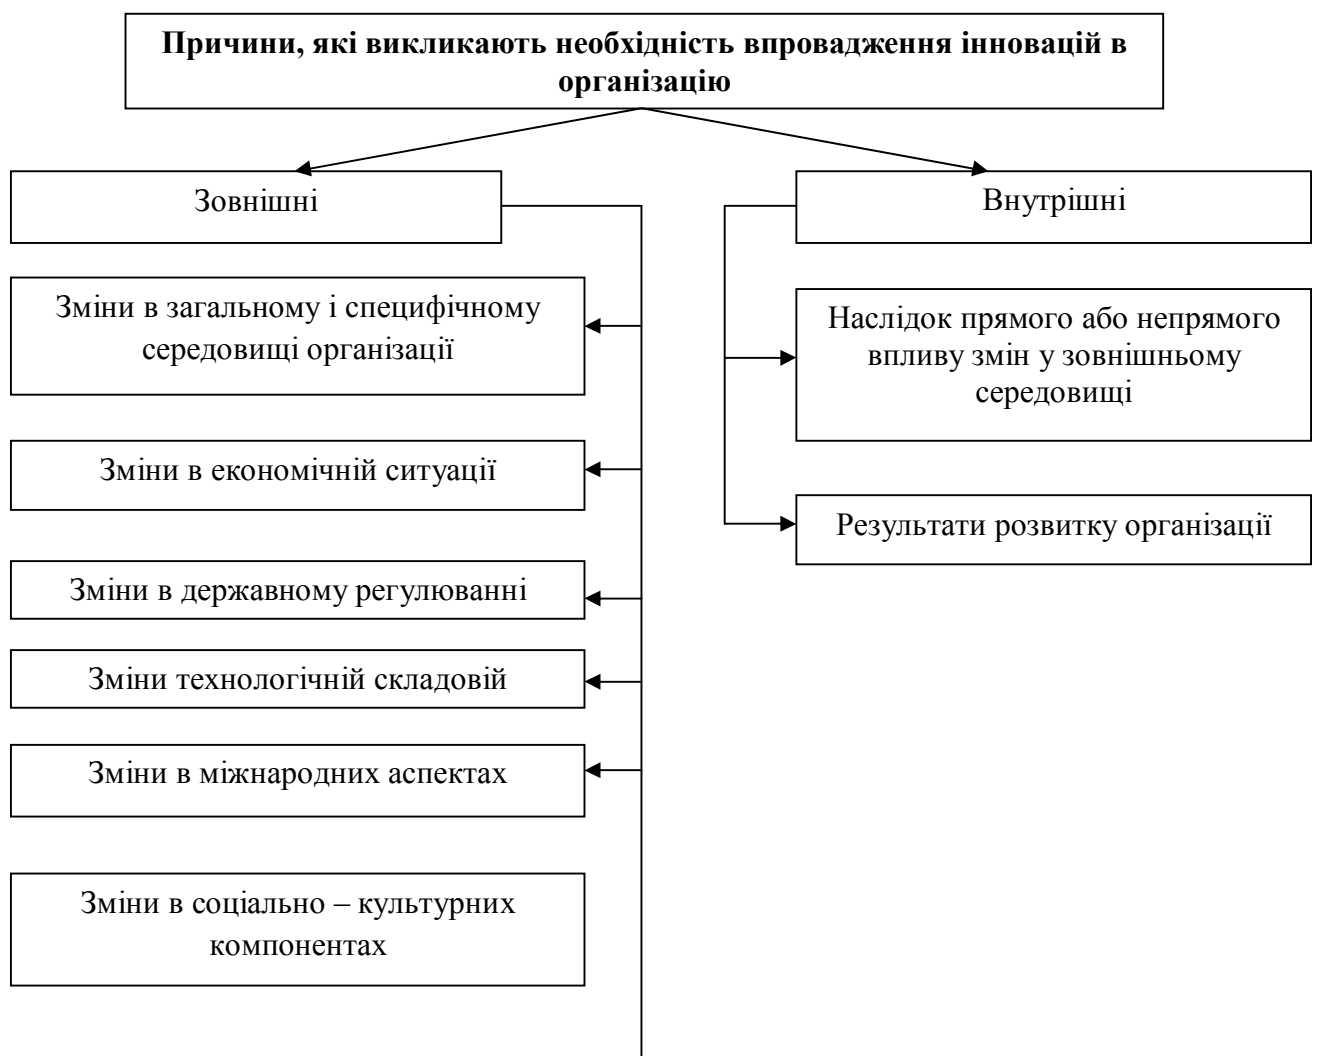 Причини, які викликають необхідність впровадження інновацій в
організацію
Зовнішні
Внутрішні
Зміни в загальному і специфічному
середовищі організації
Наслідок прямого або непрямого
впливу змін у зовнішньому
середовищі
Зміни в економічній ситуації
Результати розвитку організації
Зміни в державному регулюванні
Зміни технологічній складовій
Зміни в міжнародних аспектах
Зміни в соціально – культурних
компонентах